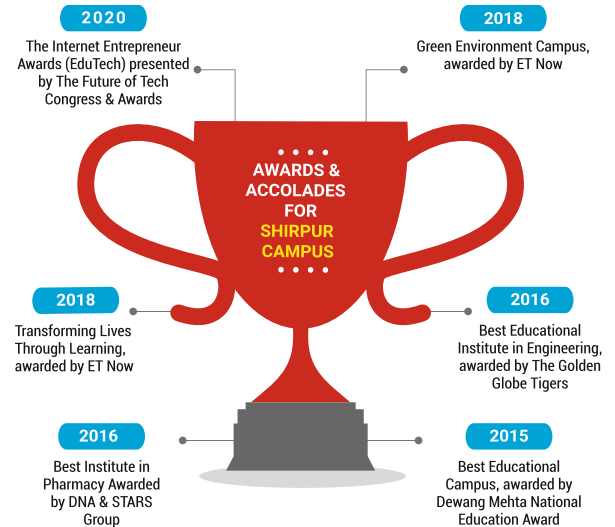 2020
The Internet Entrepreneur
Awards (EduTech) presented
by The Future of Tech
Congress & Awards
2018
Green Environment Campus,
awarded by ET Now
AWARDS &
ACCOLADES
FOR
SHIRPUR
CAMPUS
2018
Transforming Lives
Through Learning,
awarded by ET Now
2016
Best Educational
Institute in Engineering,
awarded by The Golden
Globe Tigers
2016
Best Institute in
Pharmacy Awarded
by DNA & STARS
Group
2015
Best Educational
Campus, awarded by
Dewang Mehta National
Education Award